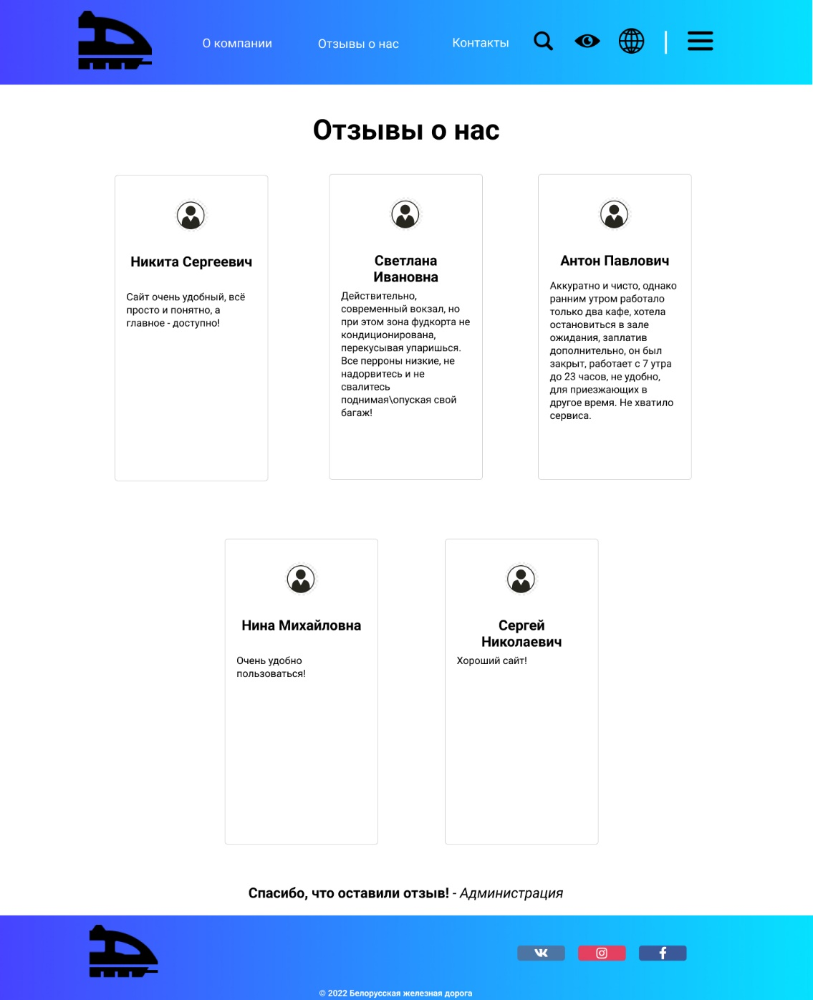 О компании
Отзывы о нас
Контакты
Отзывы о нас
Никита Сергеевич
Сайт очень удобный, всё
просто и понятно, а
главное - доступно!
Светлана
Ивановна
Действительно,
современный вокзал, но
при этом зона фудкорта не
кондиционирована,
перекусывая упаришься.
Все перроны низкие, не
надорвитесь и не
свалитесь
поднимая\опуская свой
багаж!
Антон Павлович
Аккуратно и чисто, однако
ранним утром работало
только два кафе, хотела
остановиться в зале
ожидания, заплатив
дополнительно, он был
закрыт, работает с 7 утра
до 23 часов, не удобно,
для приезжающих в
другое время. Не хватило
сервиса.
Нина Михайловна
Очень удобно
пользоваться!
Сергей
Николаевич
Хороший сайт!
Спасибо, что оставили отзыв! - Администрация
© 2022 Белорусская железная дорога